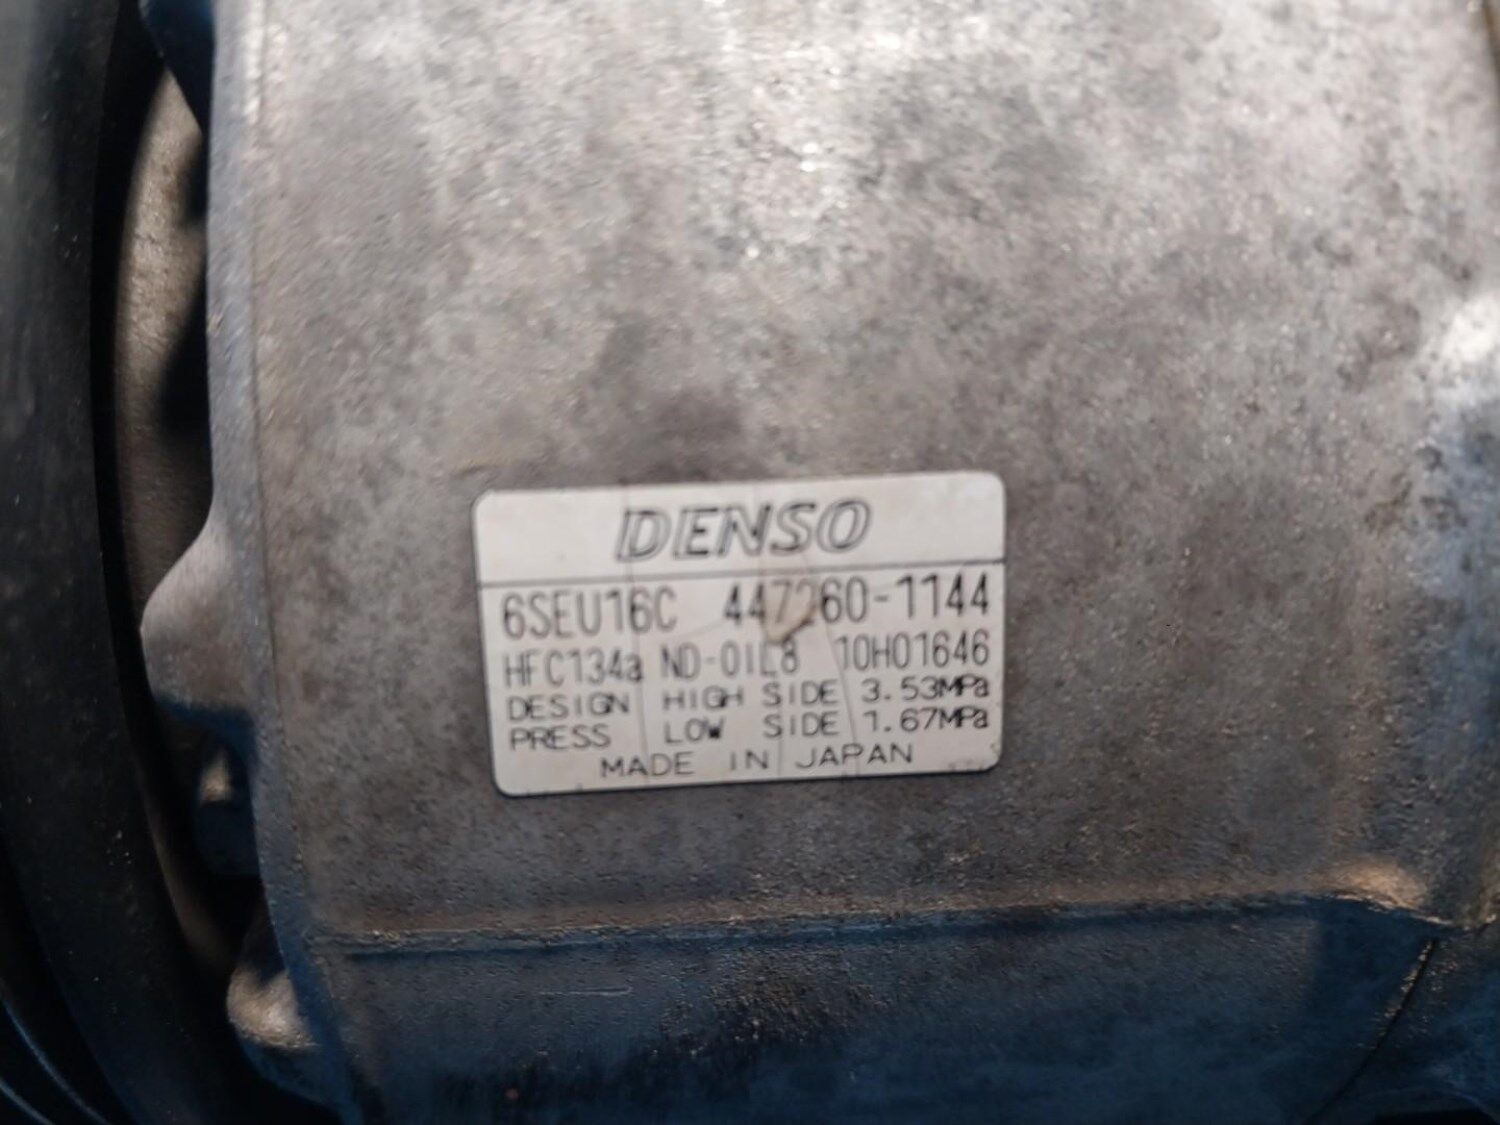 DENSO
6SEU16C 447260-1144
HFC134a ND-OIL8 10H01646
DESIGN HIGH SIDE 3.53MPa
PRESS LOW SIDE 1.67MPa
MADE IN JAPAN